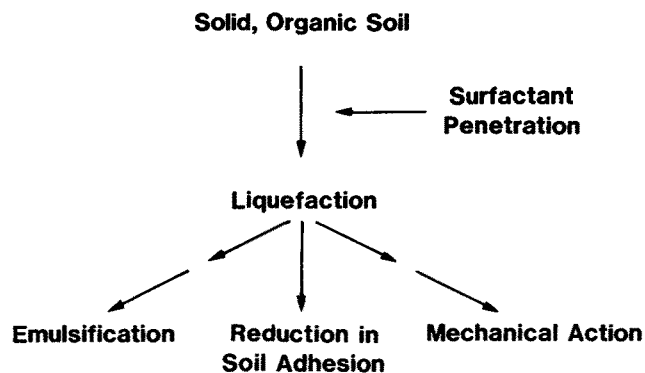 Solid, Organic Soil
Surfactant
Penetration
Liquefaction
Emulsification
Reduction in
Soil Adhesion
Mechanical Action